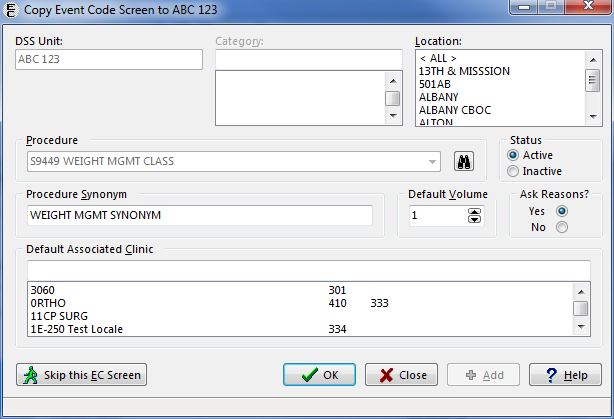 Copy Event Code Screen to ABC 123
DSS Unit:
ABC 123
Category:
Location:
< ALL >
13TH & MISSSION
501AB
ALBANY
ALBANY CBOC
ALTON
Procedure
S9449 WEIGHT MGMT CLASS
Status
Active
Inactive
Procedure Synonym
WEIGHT MGMT SYNONYM
Default Volume
1
Ask Reasons?
Yes
No
Default Associated Clinic
3060 301
0RTHO 410 333
11CP SURG
1E-250 Test Locale 334
Skip this EC Screen
OK
Close
Add
Help